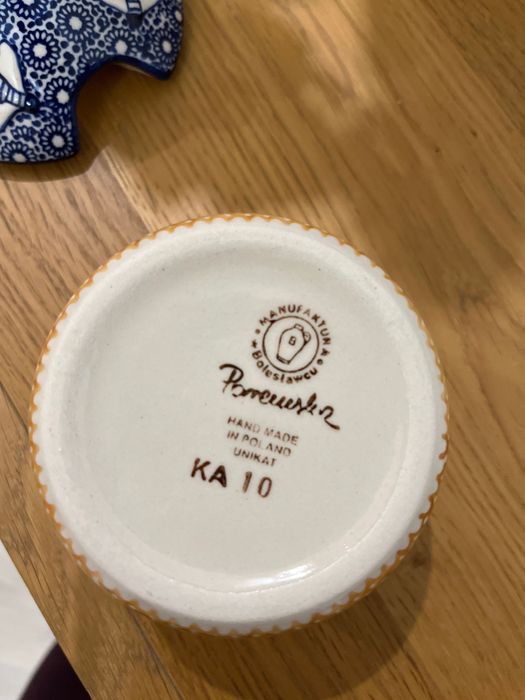 MANUFAKTURA
w Bolesławcu
HAND MADE
IN POLAND
UNIKAT
KA 10